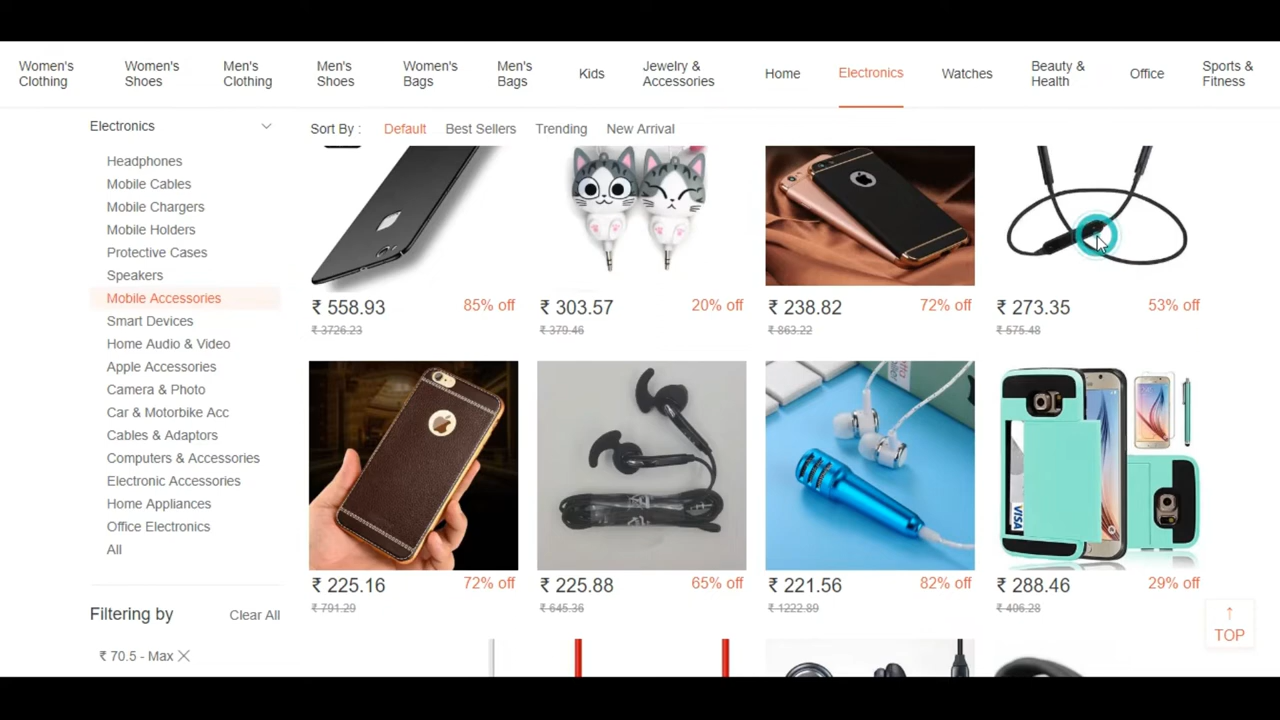 Women's
Clothing
Women's
Shoes
Men's
Clothing
Men's
Shoes
Women's
Bags
Men's
Bags
Kids
Jewelry &
Accessories
Home
Electronics
Watches
Beauty &
Health
Office
Sports &
Fitness
Electronics
Sort By : Default Best Sellers Trending New Arrival
Headphones
Mobile Cables
Mobile Chargers
Mobile Holders
Protective Cases
Speakers
Mobile Accessories
Smart Devices
Home Audio & Video
Apple Accessories
Camera & Photo
Car & Motorbike Acc
Cables & Adaptors
Computers & Accessories
Electronic Accessories
Home Appliances
Office Electronics
All
Filtering by Clear All
₹ 70.5 - Max
₹ 558.93 85% off
₹ 3726.23
₹ 303.57 20% off
₹ 379.46
₹ 238.82 72% off
₹ 863.22
₹ 273.35 53% off
₹ 575.48
₹ 225.16 72% off
₹ 791.29
₹ 225.88 65% off
₹ 645.36
₹ 221.56 82% off
₹ 1222.89
VISA
₹ 288.46 29% off
₹ 406.28
↑
TOP